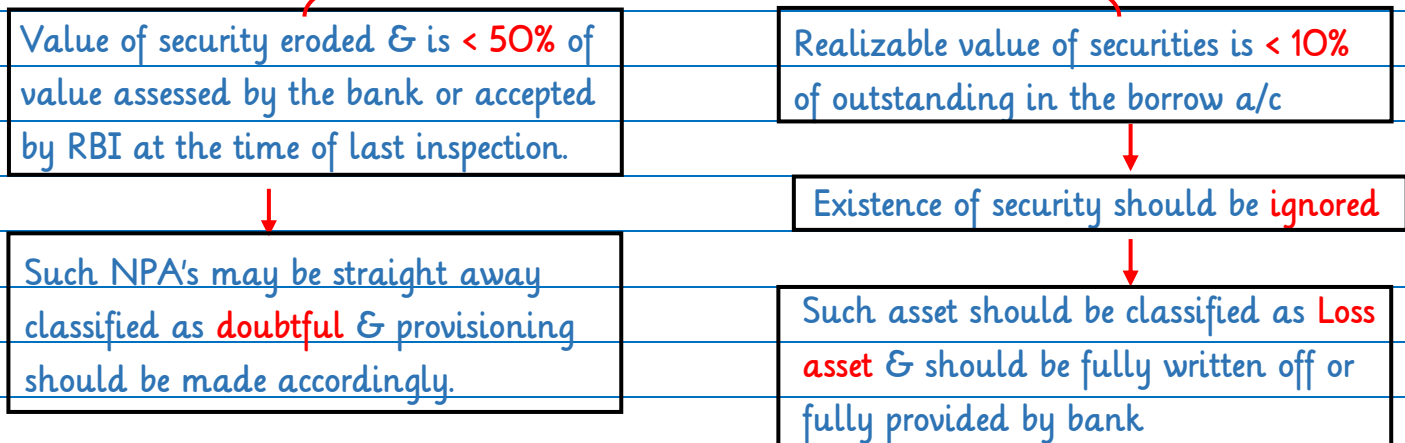 Value of security eroded & is < 50% of
value assessed by the bank or accepted
by RBI at the time of last inspection.
Such NPA's may be straight away
classified as doubtful & provisioning
should be made accordingly.
Realizable value of securities is < 10%
of outstanding in the borrow a/c
Existence of security should be ignored
Such asset should be classified as Loss
asset & should be fully written off or
fully provided by bank